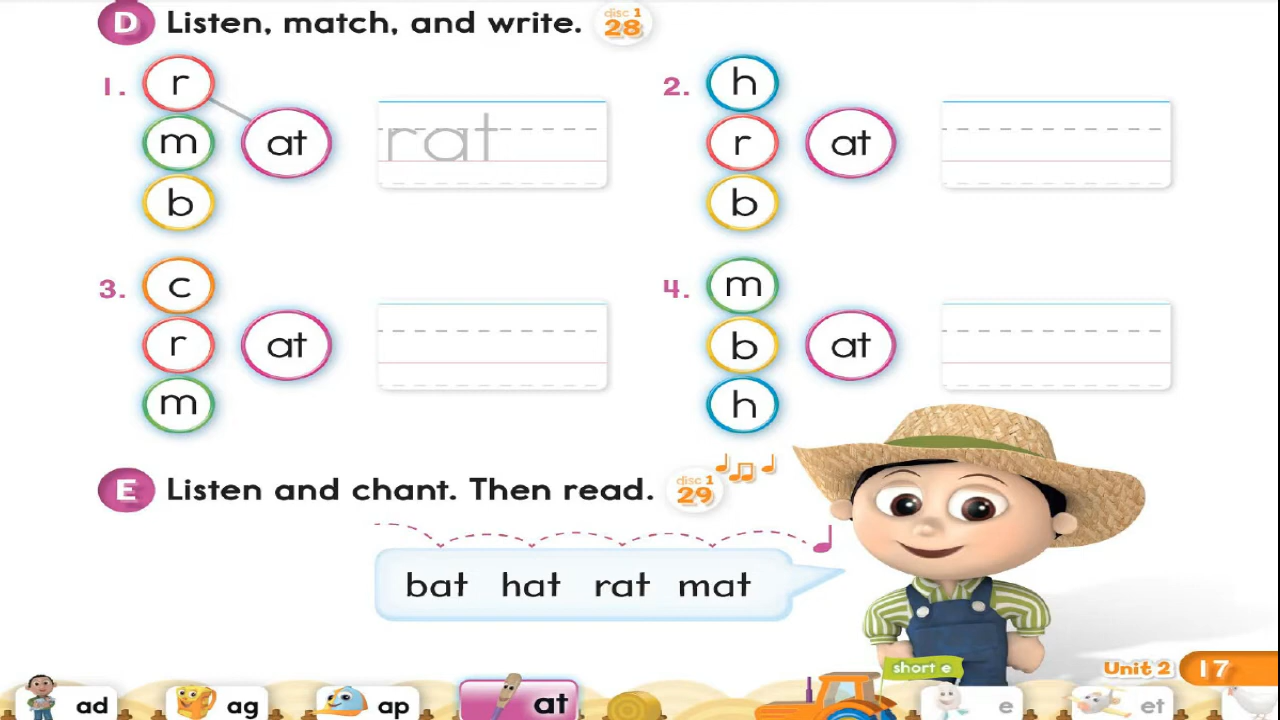 D Listen, match, and write. disc 1 28
1. r m b at rat
2. h r b at
3. c r m at
4. m b h at
E Listen and chant. Then read. disc 1 29
bat hat rat mat
short e
Unit 2 17
ad ag ap at e et